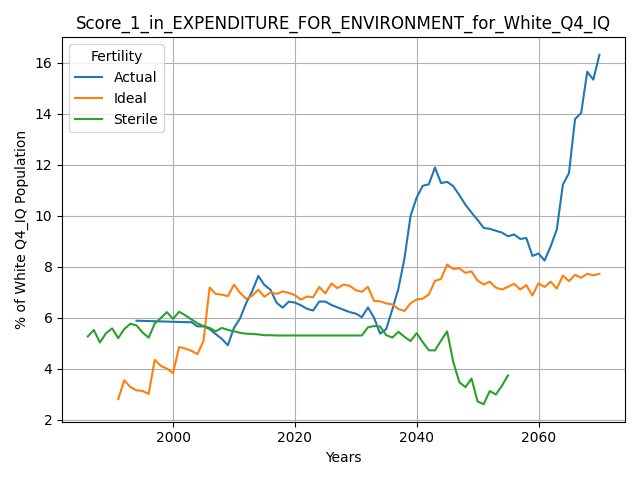 Score_1_in_EXPENDITURE_FOR_ENVIRONMENT_for_White_Q4_IQ
Fertility
Actual
Ideal
Sterile
% of White Q4_IQ Population
16
14
12
10
8
6
4
2
2000
2020
2040
2060
Years